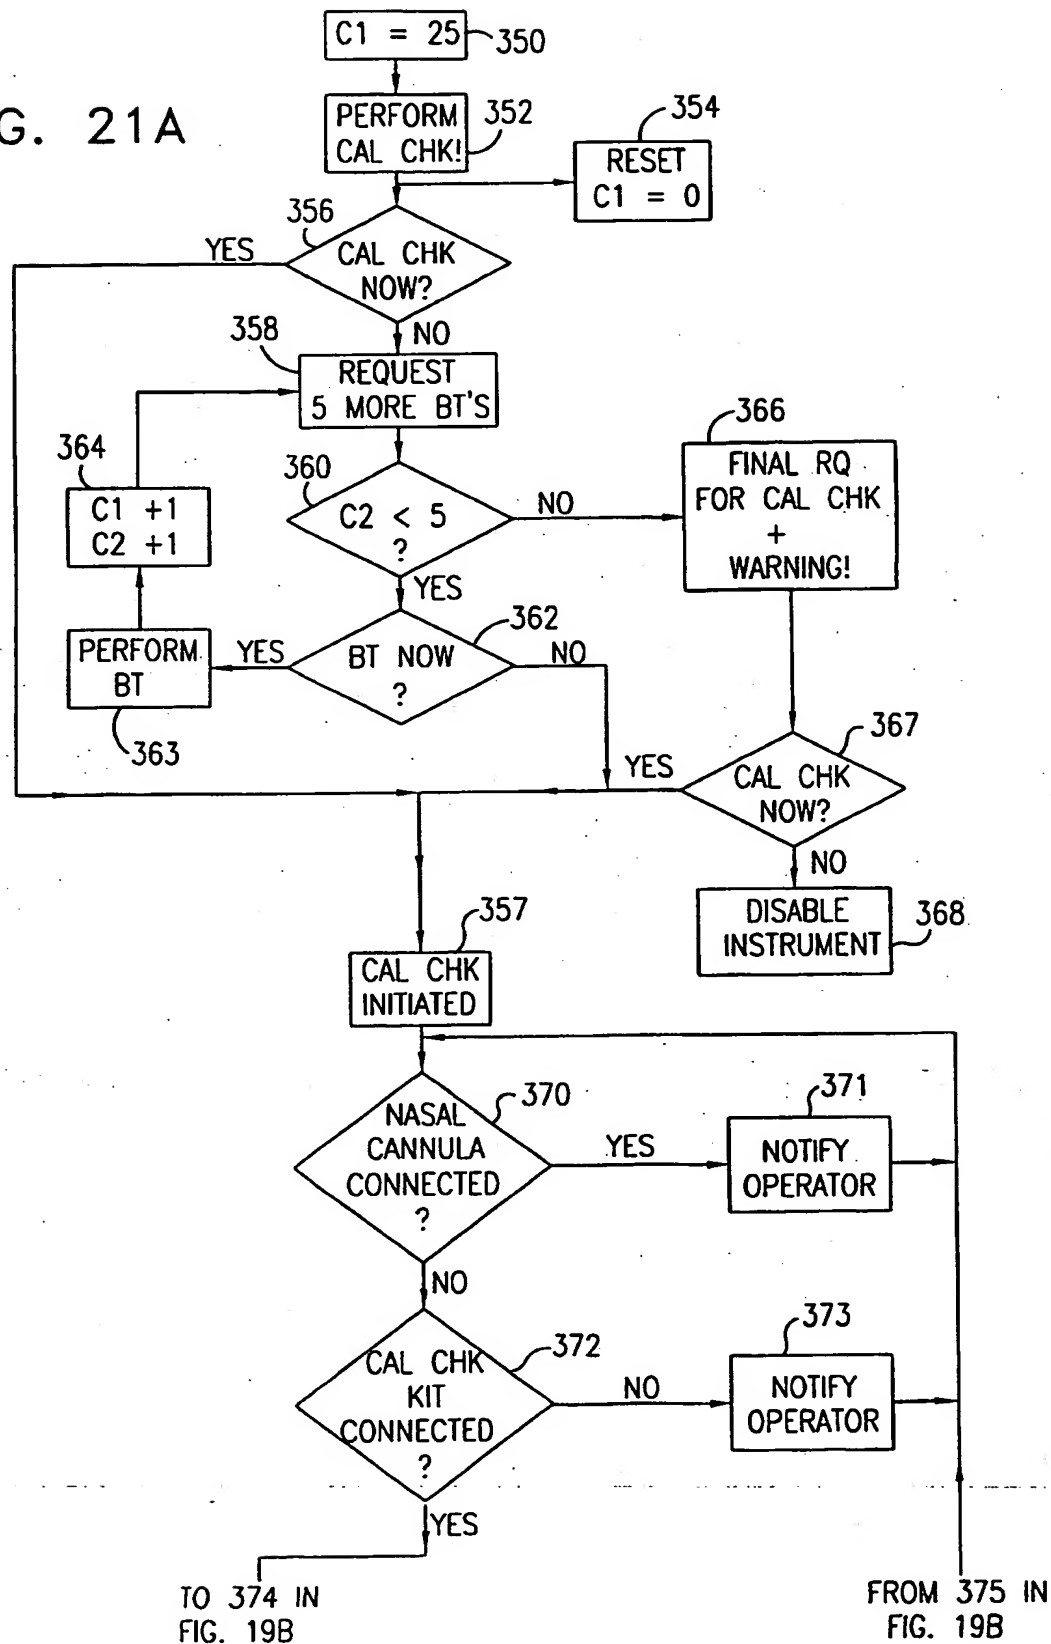 C1 = 25
350
G. 21A
PERFORM
CAL CHK!
352
354
RESET
C1 = 0
356
YES
CAL CHK
NOW?
NO
358
REQUEST
5 MORE BT'S
364
C1 +1
C2 +1
360
C2 < 5
?
NO
366
FINAL RQ
FOR CAL CHK
+
WARNING!
YES
362
BT NOW
?
YES
NO
PERFORM
BT
363
367
YES
CAL CHK
NOW?
NO
DISABLE
INSTRUMENT
368
357
CAL CHK
INITIATED
370
NASAL
CANNULA
CONNECTED
?
YES
371
NOTIFY
OPERATOR
NO
372
CAL CHK
KIT
CONNECTED
?
NO
373
NOTIFY
OPERATOR
YES
TO 374 IN
FIG. 19B
FROM 375 IN
FIG. 19B